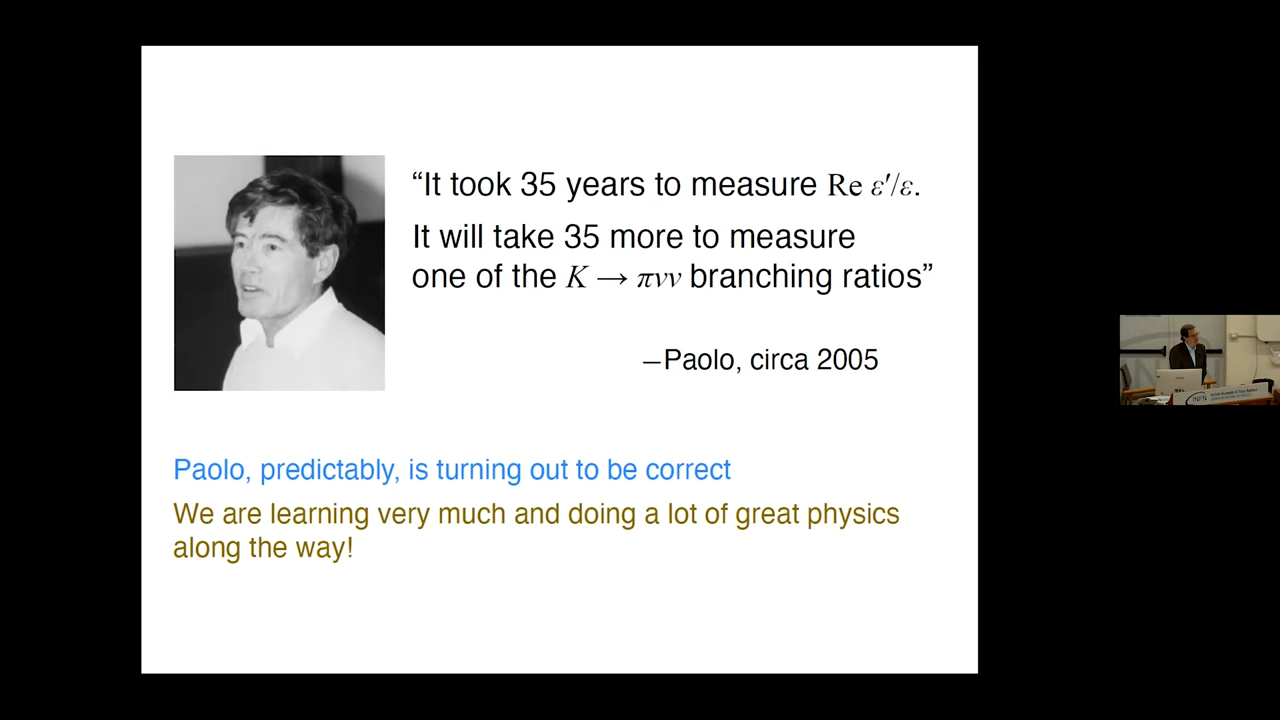 “It took 35 years to measure Re ε′/ε.
It will take 35 more to measure
one of the K → πνν branching ratios”
–Paolo, circa 2005
Paolo, predictably, is turning out to be correct
We are learning very much and doing a lot of great physics
along the way!
INFN